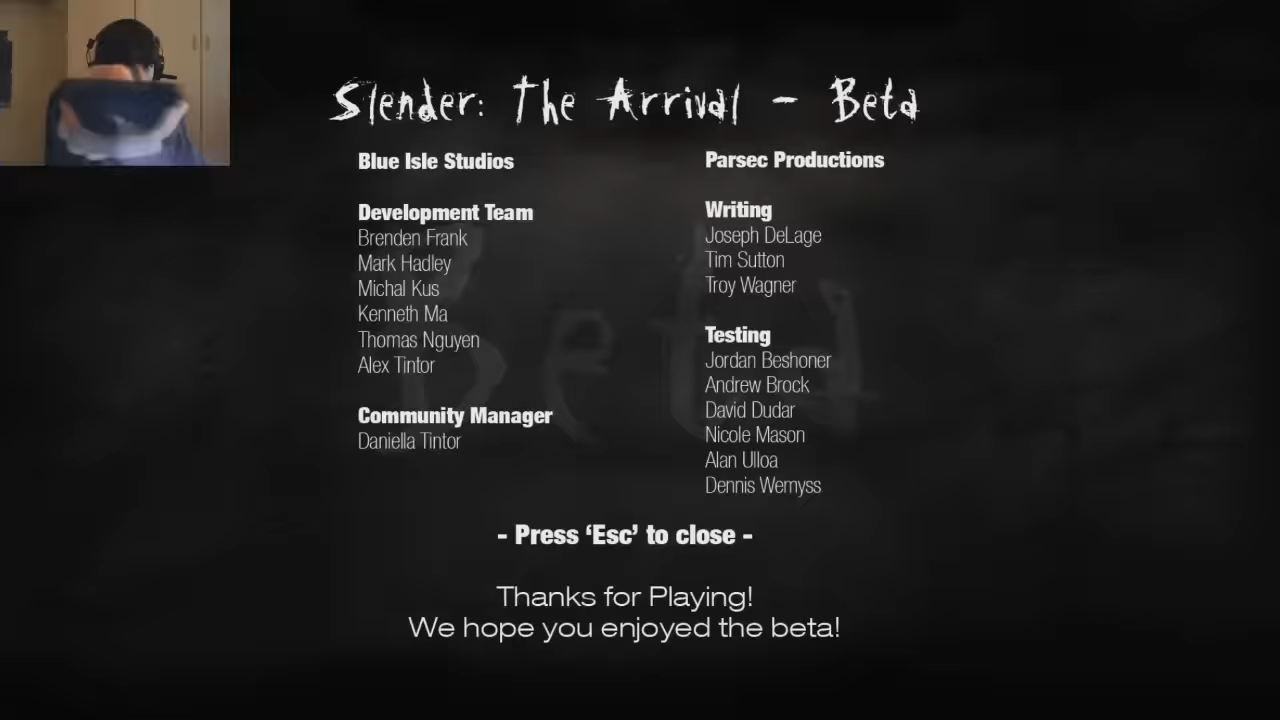 Slender: The Arrival - Beta
Blue Isle Studios
Development Team
Brenden Frank
Mark Hadley
Michal Kus
Kenneth Ma
Thomas Nguyen
Alex Tintor
Community Manager
Daniella Tintor
Parsec Productions
Writing
Joseph DeLage
Tim Sutton
Troy Wagner
Testing
Jordan Beshoner
Andrew Brock
David Dudar
Nicole Mason
Alan Ulloa
Dennis Wemyss
Beta
- Press ‘Esc’ to close -
Thanks for Playing!
We hope you enjoyed the beta!